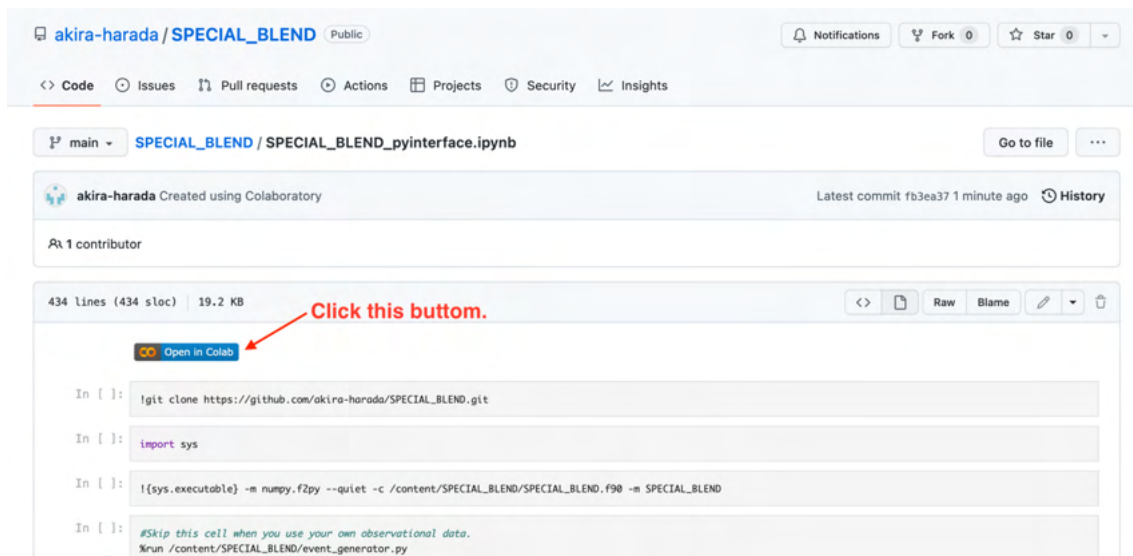 akira-harada / SPECIAL_BLEND Public
Notifications Fork 0 Star 0
<> Code Issues Pull requests Actions Projects Security Insights
main SPECIAL_BLEND / SPECIAL_BLEND_pyinterface.ipynb Go to file ...
akira-harada Created using Colaboratory Latest commit fb3ea37 1 minute ago History
1 contributor
434 lines (434 sloc) 19.2 KB <> Raw Blame
Click this buttom.
Open in Colab
In [ ]: !git clone https://github.com/akira-harada/SPECIAL_BLEND.git
In [ ]: import sys
In [ ]: !{sys.executable} -m numpy.f2py --quiet -c /content/SPECIAL_BLEND/SPECIAL_BLEND.f90 -m SPECIAL_BLEND
In [ ]: #Skip this cell when you use your own observational data.
%run /content/SPECIAL_BLEND/event_generator.py